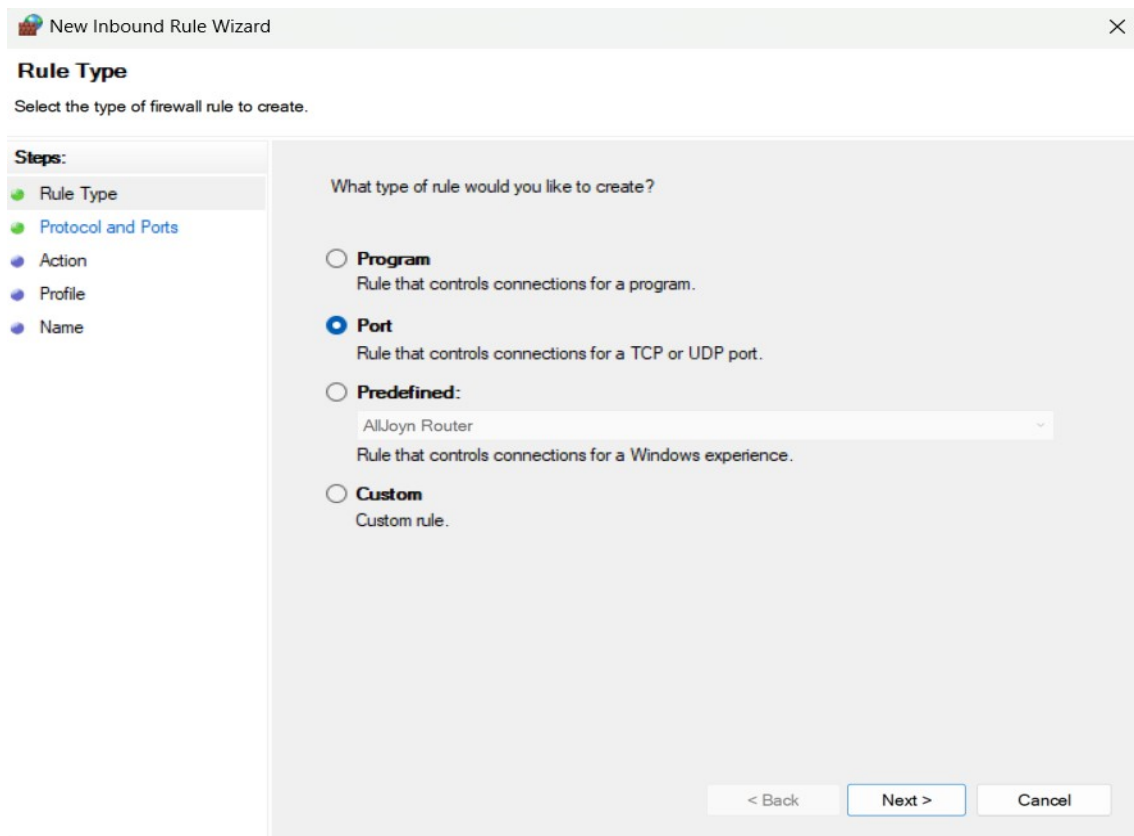 New Inbound Rule Wizard
Rule Type
Select the type of firewall rule to create.
Steps:
Rule Type
Protocol and Ports
Action
Profile
Name
What type of rule would you like to create?
Program
Rule that controls connections for a program.
Port
Rule that controls connections for a TCP or UDP port.
Predefined:
AllJoyn Router
Rule that controls connections for a Windows experience.
Custom
Custom rule.
< Back Next > Cancel